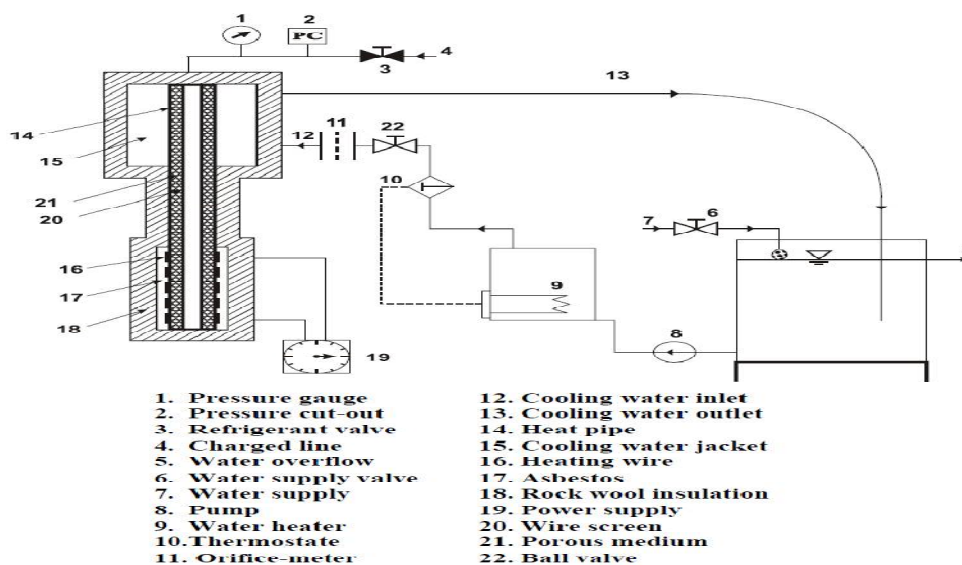 1
2
PC
3
4
13
14
15
12
11
22
10
21
20
7
6
16
17
18
9
8
19
1. Pressure gauge
2. Pressure cut-out
3. Refrigerant valve
4. Charged line
5. Water overflow
6. Water supply valve
7. Water supply
8. Pump
9. Water heater
10.Thermostate
11. Orifice-meter
12. Cooling water inlet
13. Cooling water outlet
14. Heat pipe
15. Cooling water jacket
16. Heating wire
17. Asbestos
18. Rock wool insulation
19. Power supply
20. Wire screen
21. Porous medium
22. Ball valve